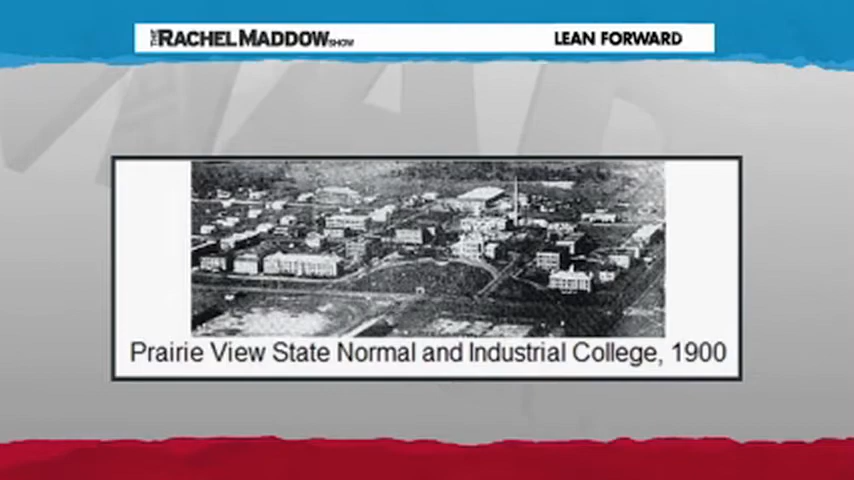 THE RACHEL MADDOW SHOW
LEAN FORWARD
Prairie View State Normal and Industrial College, 1900